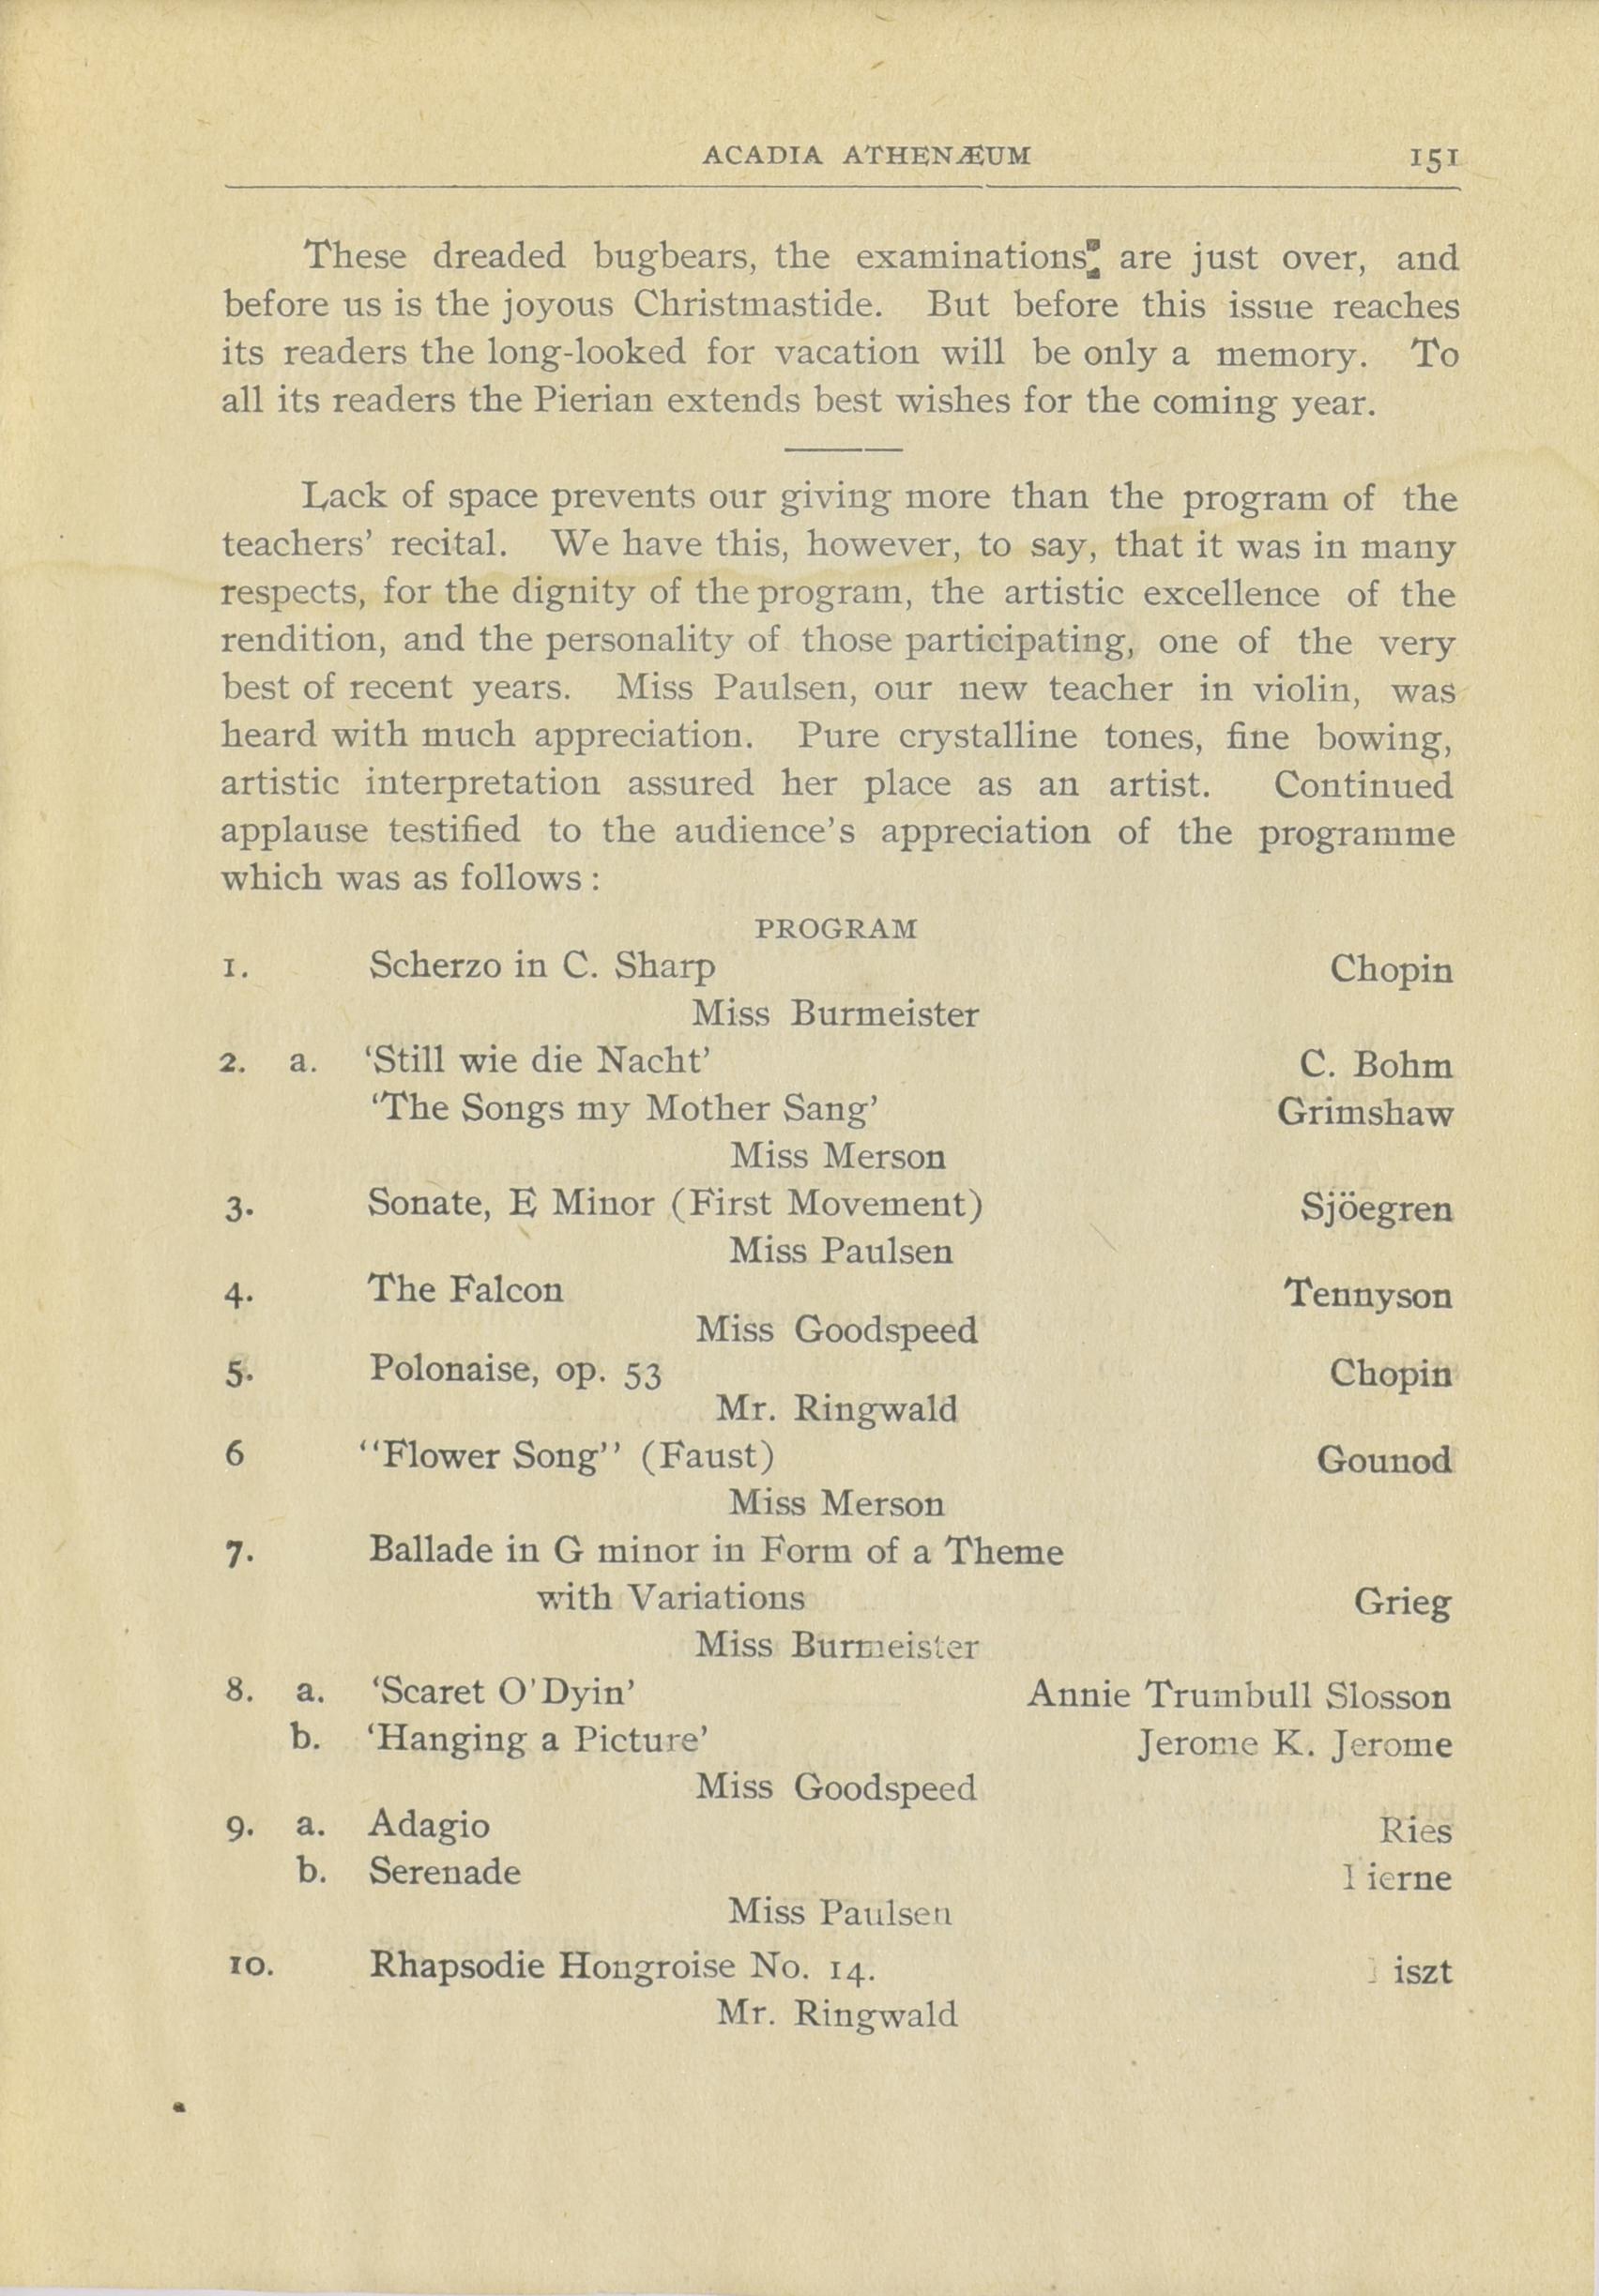 ACADIA ATHENÆUM 151
These dreaded bugbears, the examinations, are just over, and
before us is the joyous Christmastide. But before this issue reaches
its readers the long-looked for vacation will be only a memory. To
all its readers the Pierian extends best wishes for the coming year.
Lack of space prevents our giving more than the program of the
teachers' recital. We have this, however, to say, that it was in many
respects, for the dignity of the program, the artistic excellence of the
rendition, and the personality of those participating, one of the very
best of recent years. Miss Paulsen, our new teacher in violin, was
heard with much appreciation. Pure crystalline tones, fine bowing,
artistic interpretation assured her place as an artist. Continued
applause testified to the audience's appreciation of the programme
which was as follows:
PROGRAM
1. Scherzo in C. Sharp Chopin
Miss Burmeister
2. a. 'Still wie die Nacht' C. Bohm
'The Songs my Mother Sang' Grimshaw
Miss Merson
3. Sonate, E Minor (First Movement) Sjöegren
Miss Paulsen
4. The Falcon Tennyson
Miss Goodspeed
5. Polonaise, op. 53 Chopin
Mr. Ringwald
6 "Flower Song" (Faust) Gounod
Miss Merson
7. Ballade in G minor in Form of a Theme
with Variations Grieg
Miss Burmeister
8. a. 'Scaret O'Dyin' Annie Trumbull Slosson
b. 'Hanging a Picture' Jerome K. Jerome
Miss Goodspeed
9. a. Adagio Ries
b. Serenade Pierne
Miss Paulsen
10. Rhapsodie Hongroise No. 14. Liszt
Mr. Ringwald